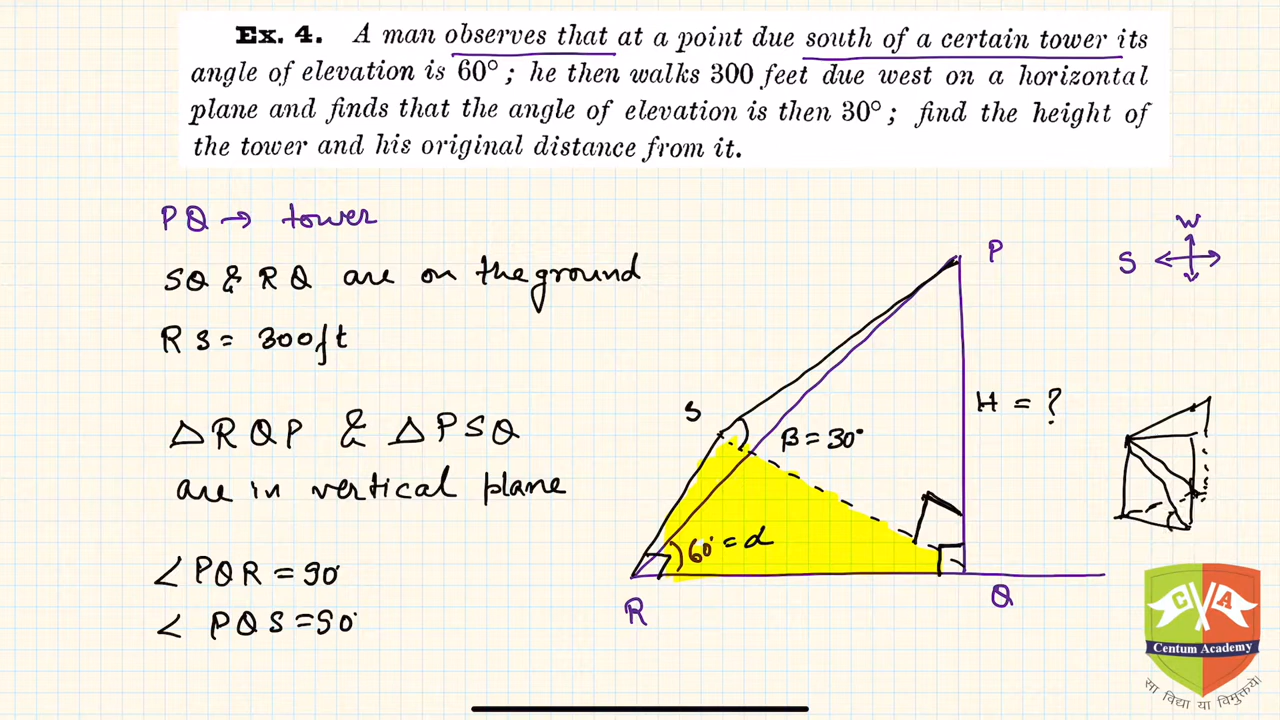 Ex. 4. A man observes that at a point due south of a certain tower its
angle of elevation is 60°; he then walks 300 feet due west on a horizontal
plane and finds that the angle of elevation is then 30°; find the height of
the tower and his original distance from it.
PQ → tower
SQ & RQ are on the ground
RS = 300ft
△RQP & △PSQ
are in vertical plane
∠PQR = 90°
∠PQS = 90°
W
S
P
S
H = ?
β = 30°
60° = α
R
Q
C A
Centum Academy
सा विद्या या विमुक्तये।